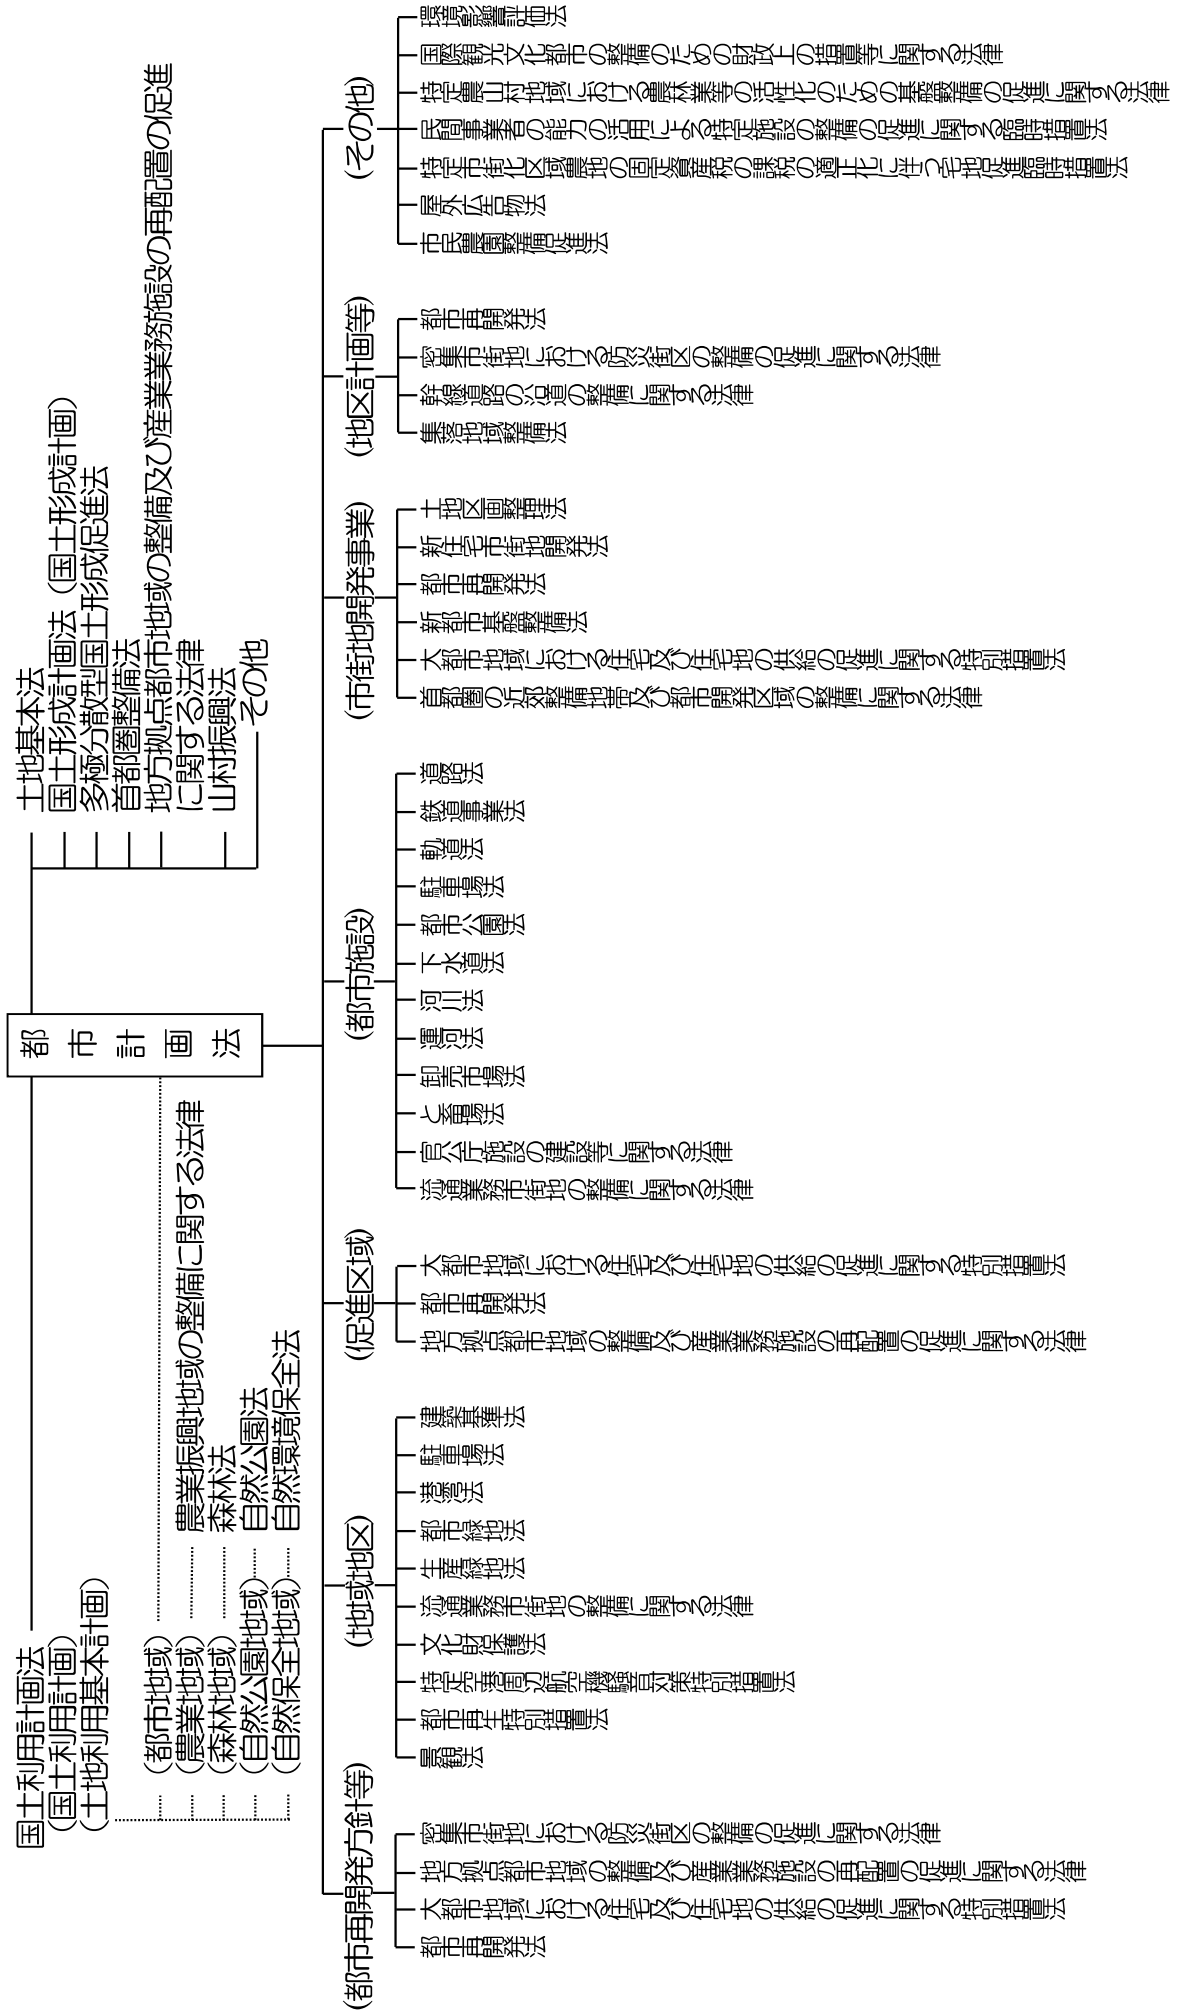 国土利用計画法
(国土利用計画)
(土地利用基本計画)
(都市地域)
(農業地域)
農業振興地域の整備に関する法律
(森林地域)
森林法
(自然公園地域)
自然公園法
(自然保全地域)
自然環境保全法
都市計画法
土地基本法
国土形成計画法(国土形成計画)
多極分散型国土形成促進法
首都圏整備法
地方拠点都市地域の整備及び産業業務施設の再配置の促進
に関する法律
山村振興法
その他
(都市再開発方針等)
都市再開発法
大都市地域における住宅及び住宅地の供給の促進に関する特別措置法
地方拠点都市地域の整備及び産業業務施設の再配置の促進に関する法律
密集市街地における防災街区の整備の促進に関する法律
(地域地区)
景観法
都市再生特別措置法
特定空港周辺航空機騒音対策特別措置法
文化財保護法
流通業務市街地の整備に関する法律
生産緑地法
都市緑地法
港湾法
駐車場法
建築基準法
(促進区域)
地方拠点都市地域の整備及び産業業務施設の再配置の促進に関する法律
都市再開発法
大都市地域における住宅及び住宅地の供給の促進に関する特別措置法
(都市施設)
流通業務市街地の整備に関する法律
官公庁施設の建設等に関する法律
と畜場法
卸売市場法
運河法
河川法
下水道法
都市公園法
駐車場法
軌道法
鉄道事業法
道路法
(市街地開発事業)
首都圏の近郊整備地帯及び都市開発区域の整備に関する法律
大都市地域における住宅及び住宅地の供給の促進に関する特別措置法
新都市基盤整備法
都市再開発法
新住宅市街地開発法
土地区画整理法
(地区計画等)
集落地域整備法
幹線道路の沿道の整備に関する法律
密集市街地における防災街区の整備の促進に関する法律
都市再開発法
(その他)
市民農園整備促進法
屋外広告物法
特定市街化区域農地の固定資産税の課税の適正化に伴う宅地促進臨時措置法
民間事業者の能力の活用による特定施設の整備の促進に関する臨時措置法
特定農山村地域における農林業等の活性化のための基盤整備の促進に関する法律
国際観光文化都市の整備のための財政上の措置等に関する法律
環境影響評価法